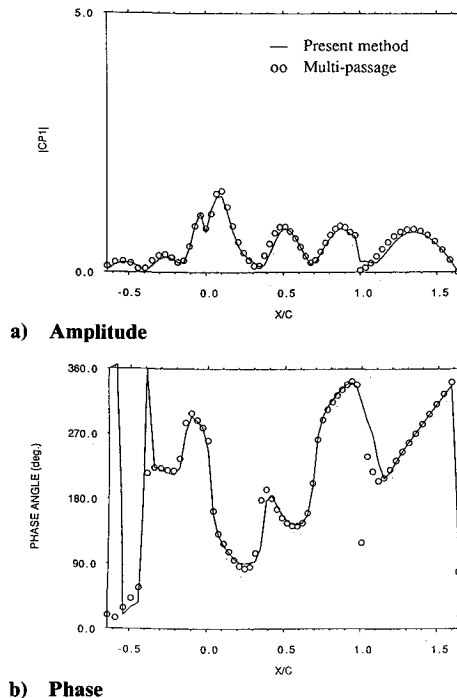 5.0
— Present method
oo Multi-passage
|CP1|
0.0
-0.5 0.0 0.5 1.0 1.5
X/C
a) Amplitude
360.0
270.0
180.0
90.0
0.0
PHASE ANGLE (deg.)
-0.5 0.0 0.5 1.0 1.5
X/C
b) Phase